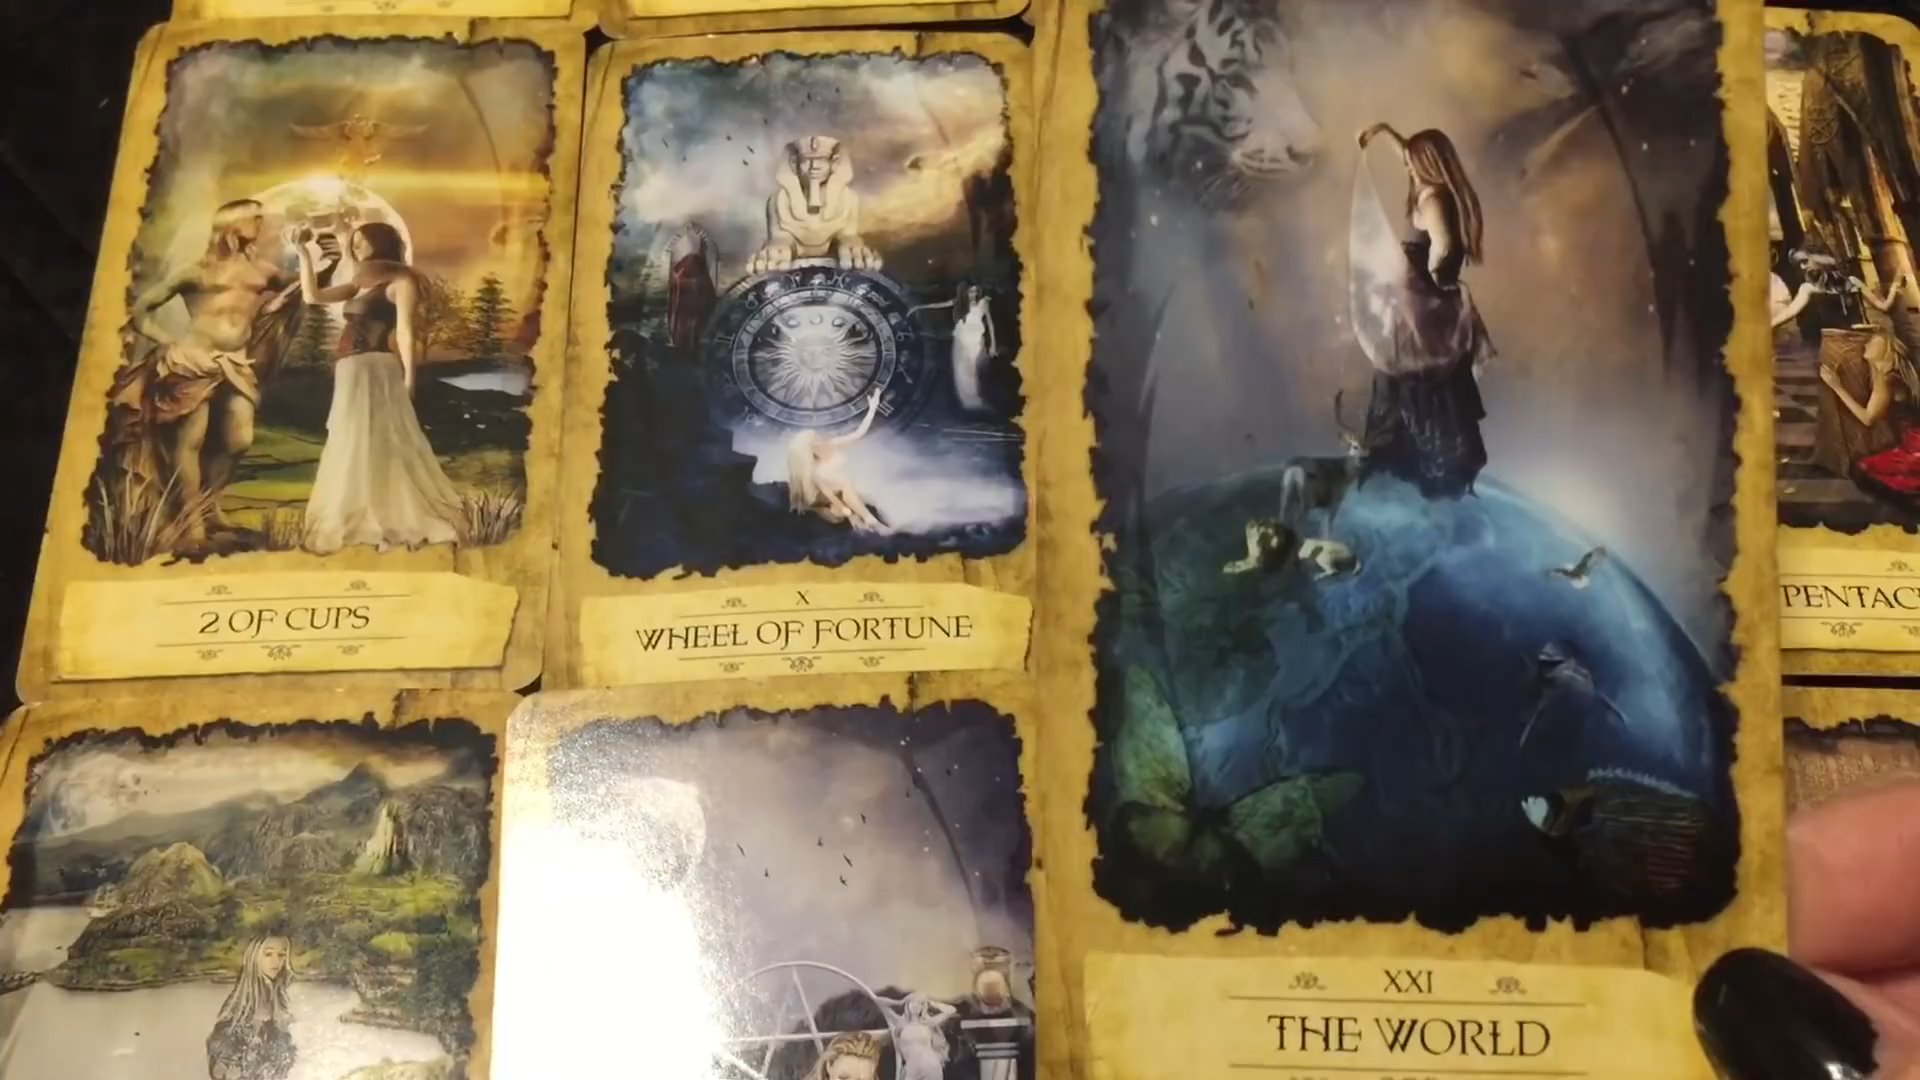 2 OF CUPS
X
WHEEL OF FORTUNE
XXI
THE WORLD
PENTAC